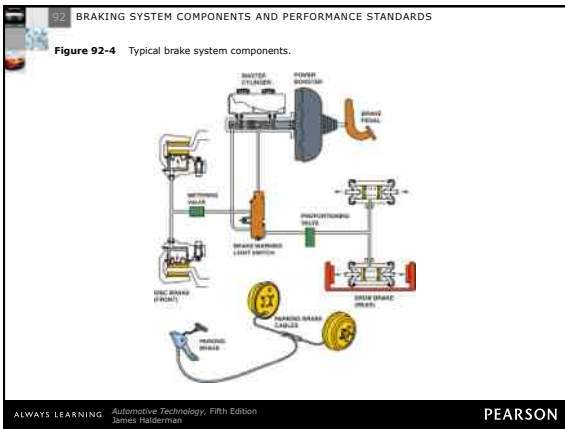 92 BRAKING SYSTEM COMPONENTS AND PERFORMANCE STANDARDS
Figure 92-4 Typical brake system components.
MASTER
CYLINDER
POWER
BOOSTER
BRAKE
PEDAL
METERING
VALVE
PROPORTIONING
VALVE
BRAKE WARNING
LIGHT SWITCH
DISC BRAKE
(FRONT)
DRUM BRAKE
(REAR)
PARKING BRAKE
CABLES
PARKING
BRAKE
ALWAYS LEARNING
Automotive Technology, Fifth Edition
James Halderman
PEARSON